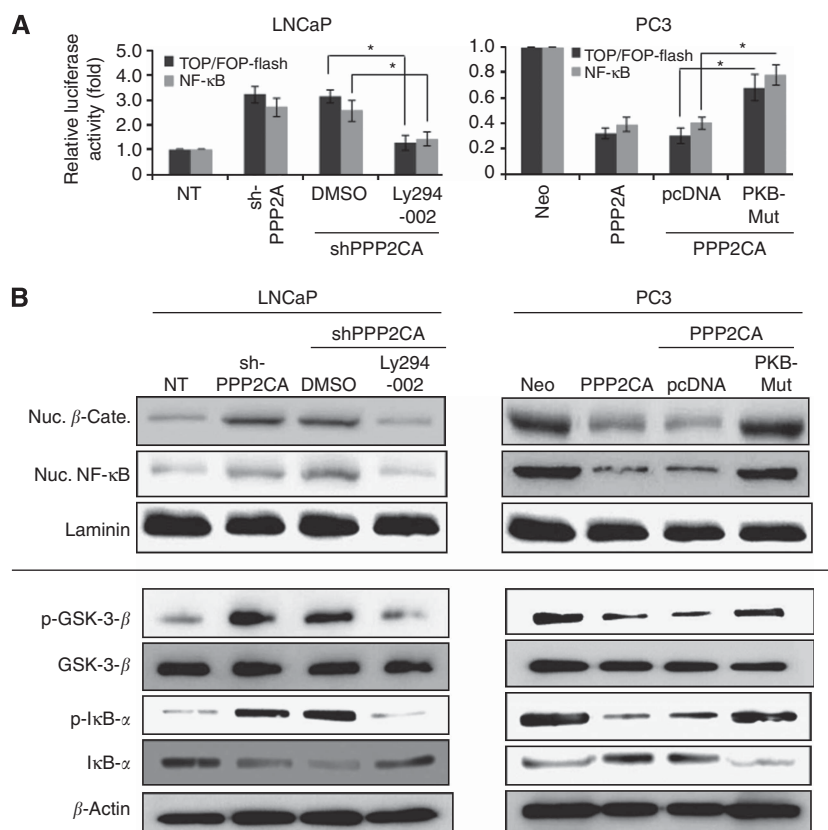 A
LNCaP
PC3
Relative luciferase
activity (fold)
5.0
4.0
3.0
2.0
1.0
0
TOP/FOP-flash
NF-κB
*
*
NT
sh-
PPP2A
DMSO
Ly294
-002
shPPP2CA
1.0
0.8
0.6
0.4
0.2
0
TOP/FOP-flash
NF-κB
*
*
Neo
PPP2A
pcDNA
PKB-
Mut
PPP2CA
B
LNCaP
PC3
shPPP2CA
PPP2CA
NT
sh-
PPP2CA
DMSO
Ly294
-002
Neo
PPP2CA
pcDNA
PKB-
Mut
Nuc. β-Cate.
Nuc. NF-κB
Laminin
p-GSK-3-β
GSK-3-β
p-IκB-α
IκB-α
β-Actin